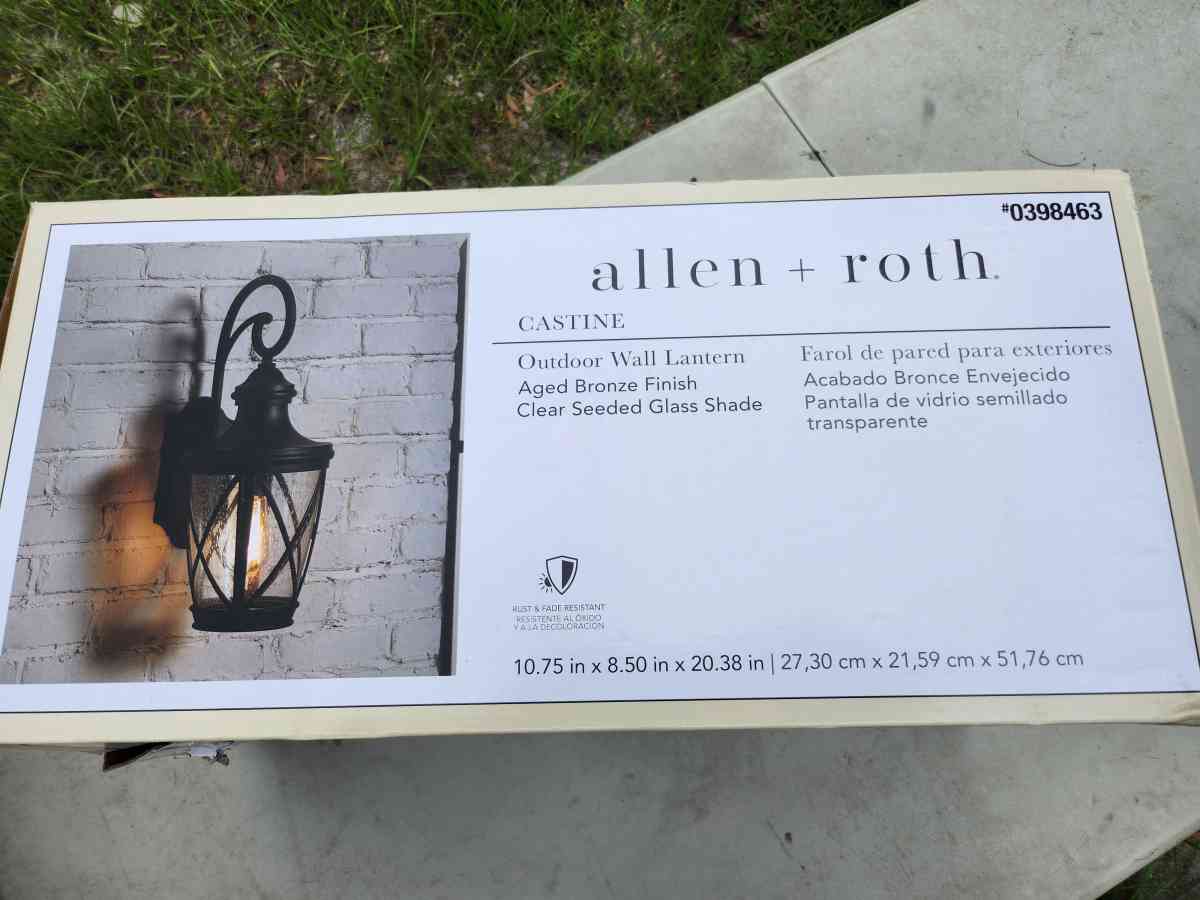 #0398463
allen + roth®
CASTINE
Outdoor Wall Lantern
Aged Bronze Finish
Clear Seeded Glass Shade
Farol de pared para exteriores
Acabado Bronce Envejecido
Pantalla de vidrio semillado
transparente
RUST & FADE RESISTANT
RESISTENTE AL ÓXIDO
Y A LA DECOLORACIÓN
10.75 in x 8.50 in x 20.38 in | 27,30 cm x 21,59 cm x 51,76 cm